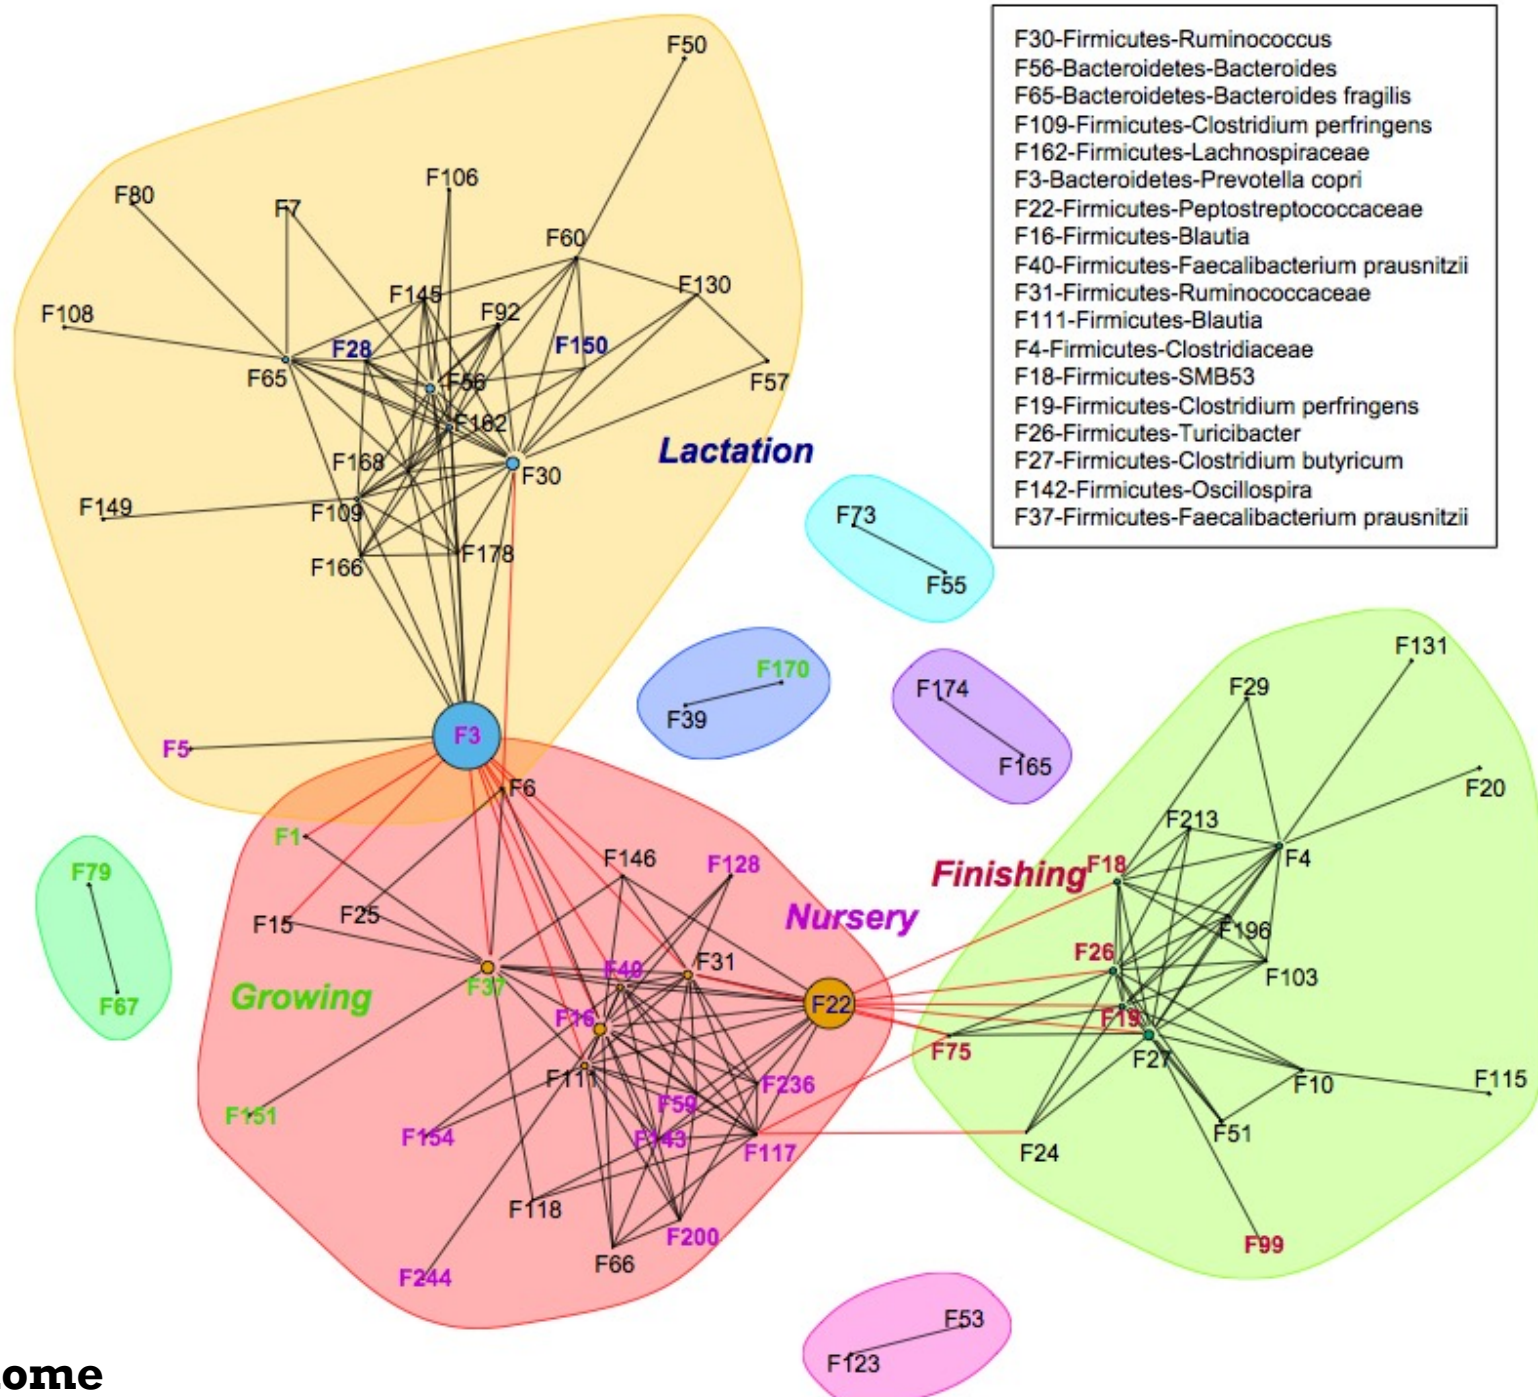 F30-Firmicutes-Ruminococcus
F56-Bacteroidetes-Bacteroides
F65-Bacteroidetes-Bacteroides fragilis
F109-Firmicutes-Clostridium perfringens
F162-Firmicutes-Lachnospiraceae
F3-Bacteroidetes-Prevotella copri
F22-Firmicutes-Peptostreptococcaceae
F16-Firmicutes-Blautia
F40-Firmicutes-Faecalibacterium prausnitzii
F31-Firmicutes-Ruminococcaceae
F111-Firmicutes-Blautia
F4-Firmicutes-Clostridiaceae
F18-Firmicutes-SMB53
F19-Firmicutes-Clostridium perfringens
F26-Firmicutes-Turicibacter
F27-Firmicutes-Clostridium butyricum
F142-Firmicutes-Oscillospira
F37-Firmicutes-Faecalibacterium prausnitzii
F50
F106
F80
F7
F60
F130
F145
F92
F108
F28
F150
F65
F56
F57
F162
Lactation
F168
F30
F149
F109
F166
F178
F73
F55
F170
F39
F174
F165
F131
F29
F20
F5
F3
F6
F1
F213
F4
F146
F128
Finishing
F18
F79
F15
F25
Nursery
F196
F26
F103
F31
F40
F37
Growing
F67
F22
F16
F19
F75
F27
F111
F236
F10
F115
F59
F151
F154
F143
F117
F51
F24
F118
F200
F66
F99
F244
F53
F123
ome